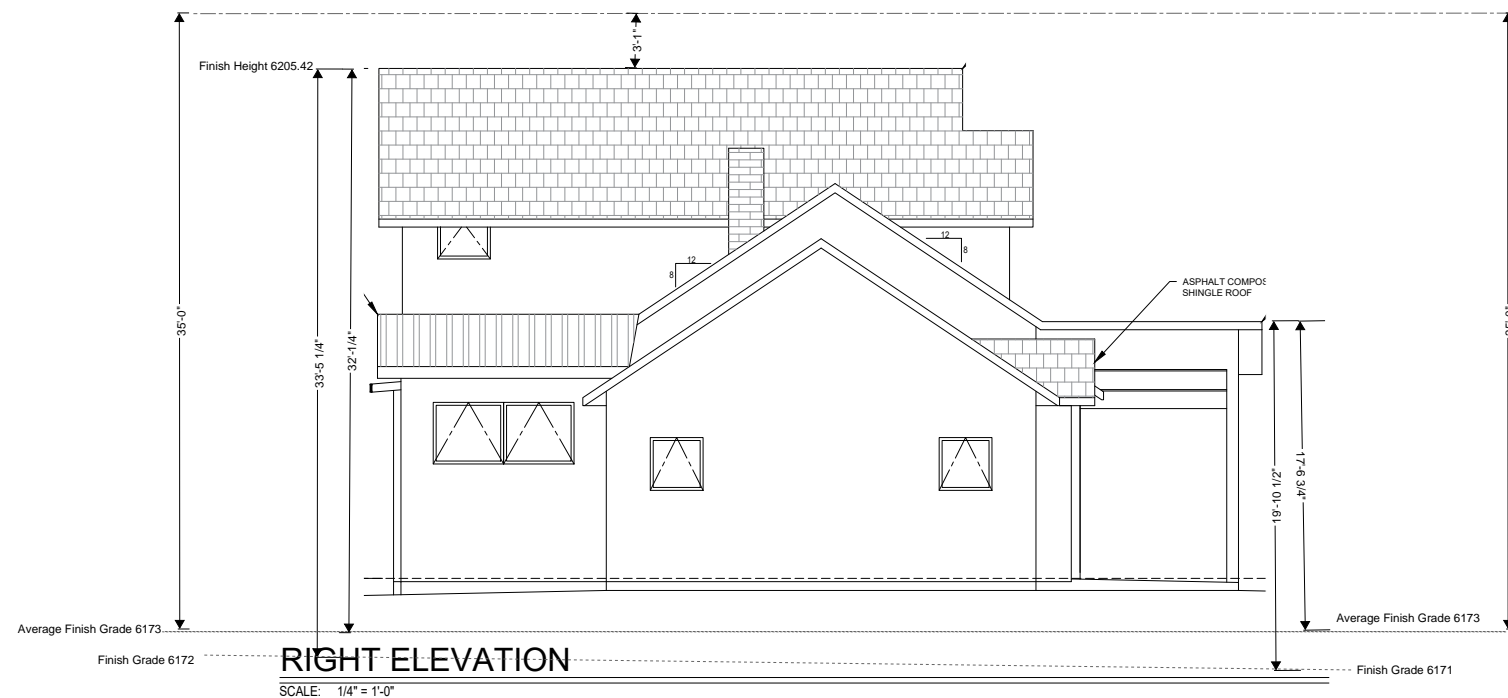 3'-1"
Finish Height 6205.42
12
8
12
8
ASPHALT COMPOS
SHINGLE ROOF
35'-0"
33'-5 1/4"
32'-1/4"
19'-10 1/2"
17'-6 3/4"
Average Finish Grade 6173
Average Finish Grade 6173
Finish Grade 6172
RIGHT ELEVATION
Finish Grade 6171
SCALE: 1/4" = 1'-0"